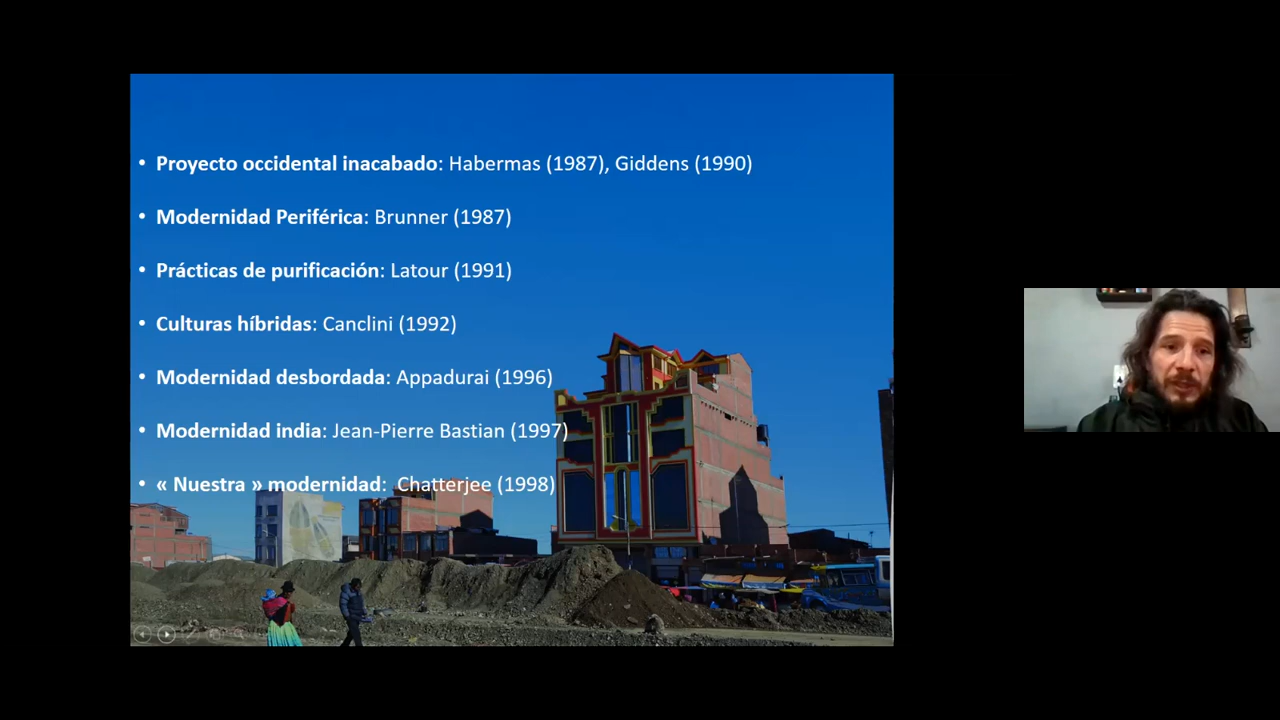 • Proyecto occidental inacabado: Habermas (1987), Giddens (1990)
• Modernidad Periférica: Brunner (1987)
• Prácticas de purificación: Latour (1991)
• Culturas híbridas: Canclini (1992)
• Modernidad desbordada: Appadurai (1996)
• Modernidad india: Jean-Pierre Bastian (1997)
• « Nuestra » modernidad: Chatterjee (1998)